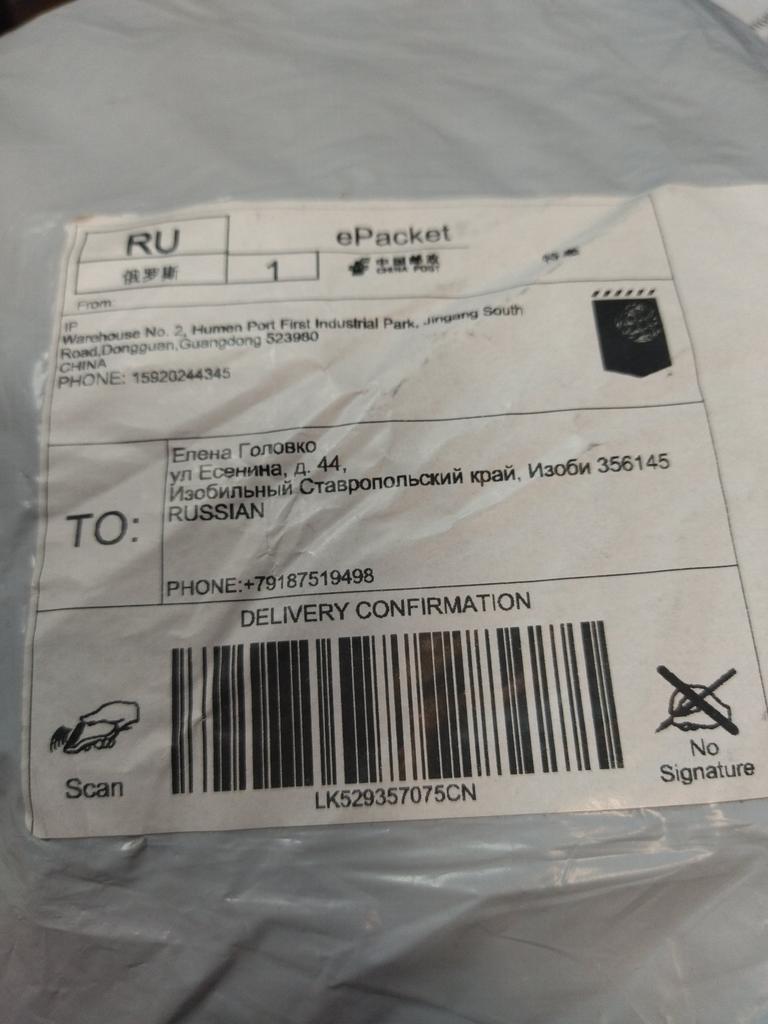 RU
ePacket
俄罗斯
1
中国邮政
CHINA POST
From:
IP
Warehouse No. 2, Humen Port First Industrial Park, Jingang South
Road,Dongguan,Guangdong 523980
CHINA
PHONE: 15920244345
TO:
Елена Головко
ул Есенина, д. 44,
Изобильный Ставропольский край, Изоби 356145
RUSSIAN
PHONE:+79187519498
DELIVERY CONFIRMATION
Scan
No
Signature
LK529357075CN